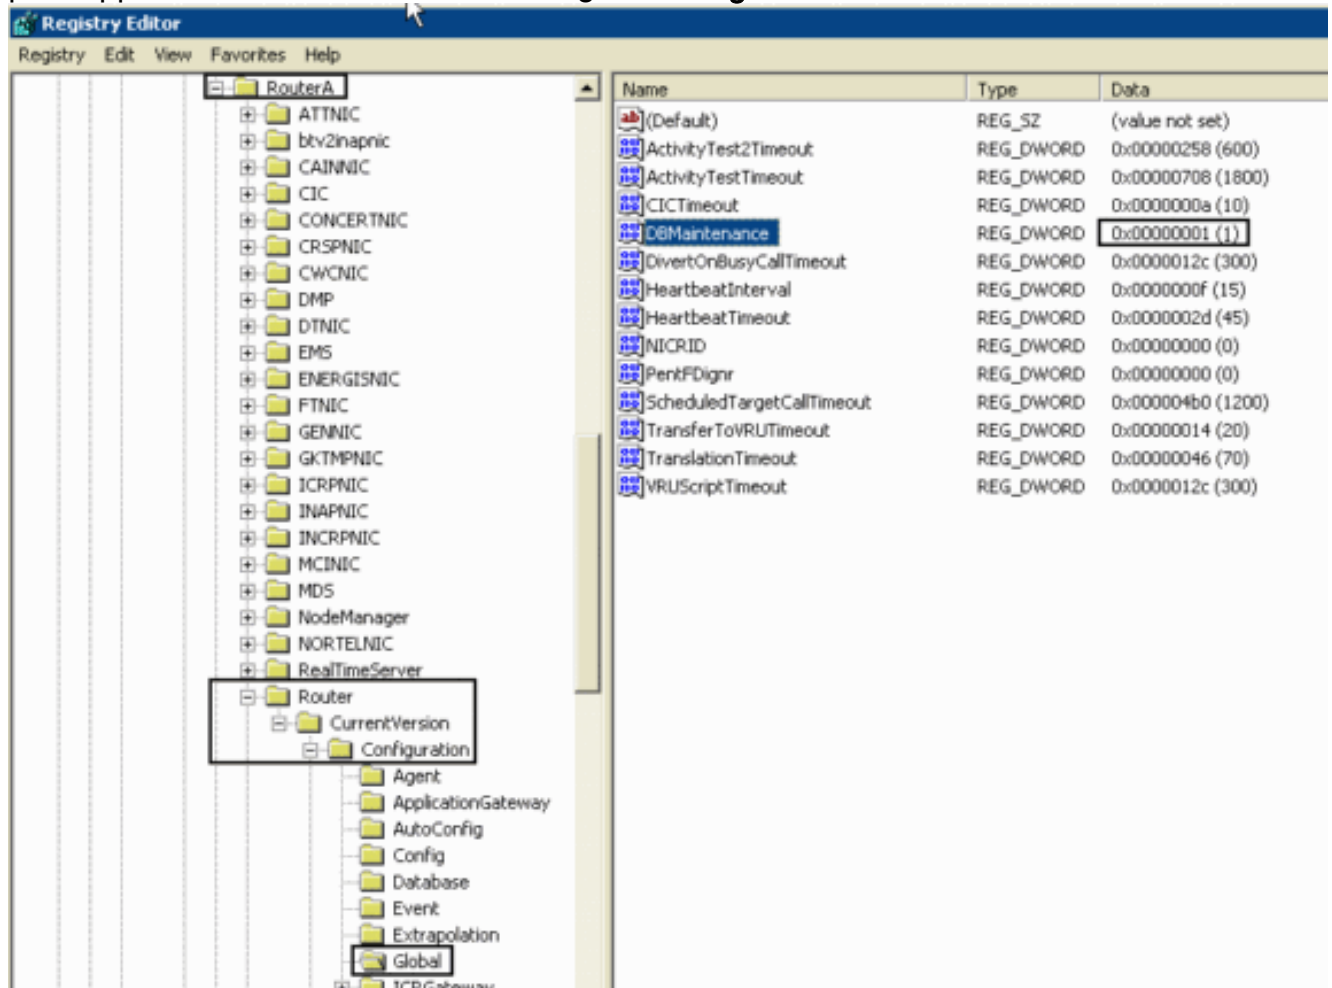 Registry Editor
Registry Edit View Favorites Help
RouterA
ATTNIC
btv2inapnic
CAINNIC
CIC
CONCERTNIC
CRSPNIC
CWCNIC
DMP
DTNIC
EMS
ENERGISNIC
FTNIC
GENNIC
GKTMPNIC
ICRPNIC
INAPNIC
INCRPNIC
MCINIC
MDS
NodeManager
NORTELNIC
RealTimeServer
Router
CurrentVersion
Configuration
Agent
ApplicationGateway
AutoConfig
Config
Database
Event
Extrapolation
Global
ICRGateway
Name Type Data
(Default) REG_SZ (value not set)
ActivityTest2Timeout REG_DWORD 0x00000258 (600)
ActivityTestTimeout REG_DWORD 0x00000708 (1800)
CICTimeout REG_DWORD 0x0000000a (10)
DBMaintenance REG_DWORD 0x00000001 (1)
DivertOnBusyCallTimeout REG_DWORD 0x0000012c (300)
HeartbeatInterval REG_DWORD 0x0000000f (15)
HeartbeatTimeout REG_DWORD 0x0000002d (45)
NICRID REG_DWORD 0x00000000 (0)
PentFDignr REG_DWORD 0x00000000 (0)
ScheduledTargetCallTimeout REG_DWORD 0x000004b0 (1200)
TransferToVRUTimeout REG_DWORD 0x00000014 (20)
TranslationTimeout REG_DWORD 0x00000046 (70)
VRUScriptTimeout REG_DWORD 0x0000012c (300)